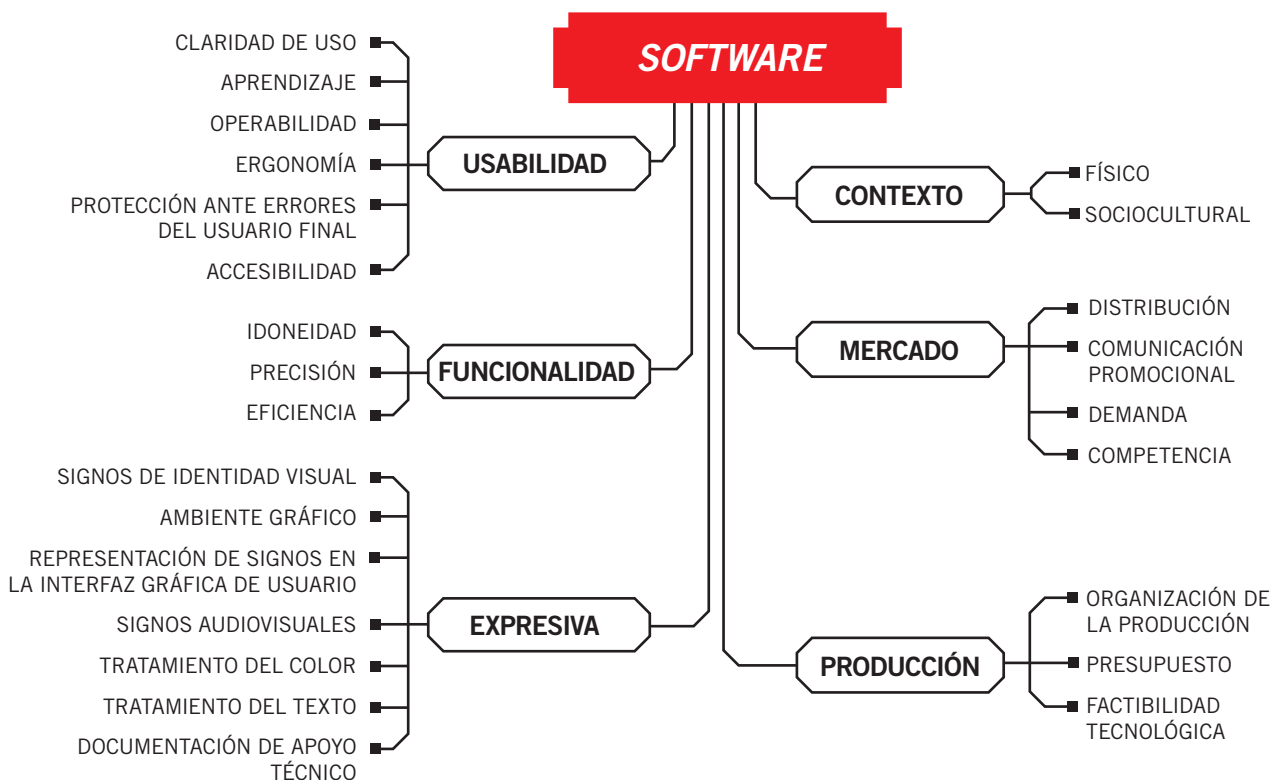 SOFTWARE
CLARIDAD DE USO
APRENDIZAJE
OPERABILIDAD
ERGONOMÍA
PROTECCIÓN ANTE ERRORES
DEL USUARIO FINAL
ACCESIBILIDAD
USABILIDAD
IDONEIDAD
PRECISIÓN
EFICIENCIA
FUNCIONALIDAD
SIGNOS DE IDENTIDAD VISUAL
AMBIENTE GRÁFICO
REPRESENTACIÓN DE SIGNOS EN
LA INTERFAZ GRÁFICA DE USUARIO
SIGNOS AUDIOVISUALES
TRATAMIENTO DEL COLOR
TRATAMIENTO DEL TEXTO
DOCUMENTACIÓN DE APOYO
TÉCNICO
EXPRESIVA
CONTEXTO
FÍSICO
SOCIOCULTURAL
MERCADO
DISTRIBUCIÓN
COMUNICACIÓN
PROMOCIONAL
DEMANDA
COMPETENCIA
PRODUCCIÓN
ORGANIZACIÓN DE
LA PRODUCCIÓN
PRESUPUESTO
FACTIBILIDAD
TECNOLÓGICA